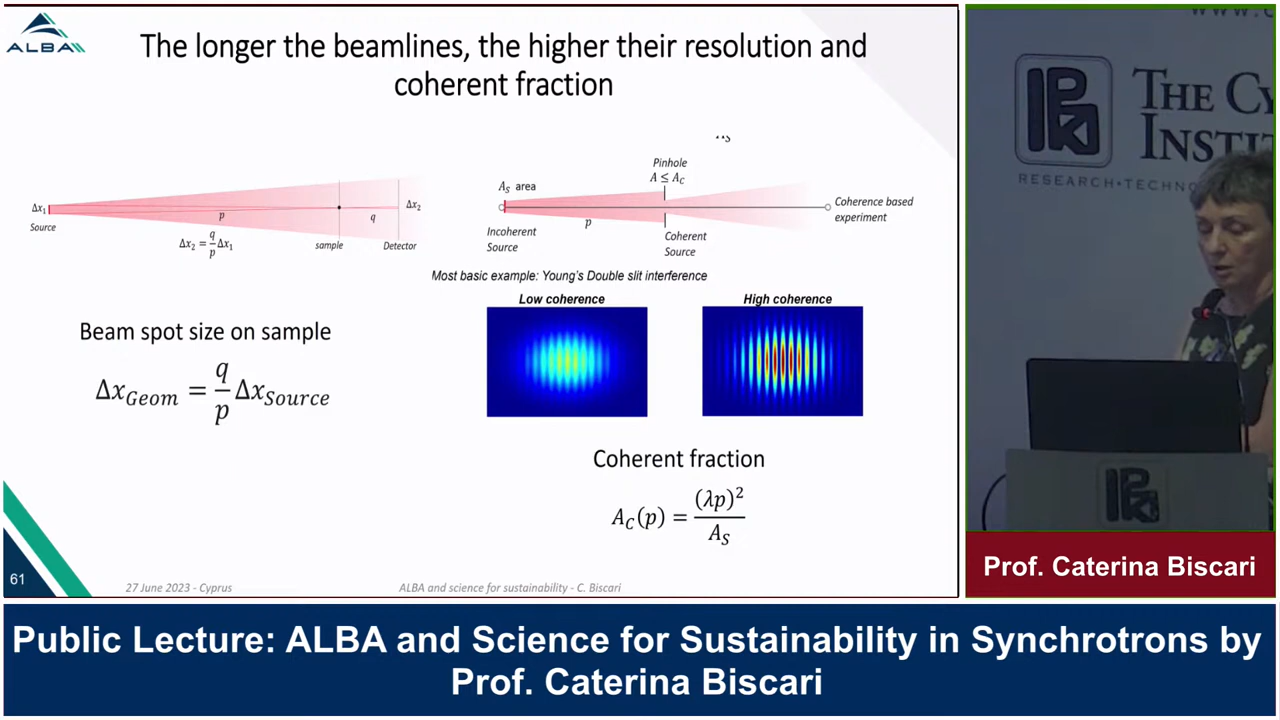 ALBA
The longer the beamlines, the higher their resolution and
coherent fraction
Δx₁
Source
p
Δx₂ = q/p Δx₁
sample
q
Δx₂
Detector
Aₛ area
Incoherent
Source
p
Pinhole
A ≤ A_C
Coherent
Source
Coherence based
experiment
Most basic example: Young's Double slit interference
Low coherence
High coherence
Beam spot size on sample
Δx_Geom = q/p Δx_Source
Coherent fraction
A_C(p) = (λp)²/A_S
61
27 June 2023 - Cyprus
ALBA and science for sustainability - C. Biscari
THE CY
INSTIT
RESEARCH•TECHNO
Prof. Caterina Biscari
Public Lecture: ALBA and Science for Sustainability in Synchrotrons by
Prof. Caterina Biscari